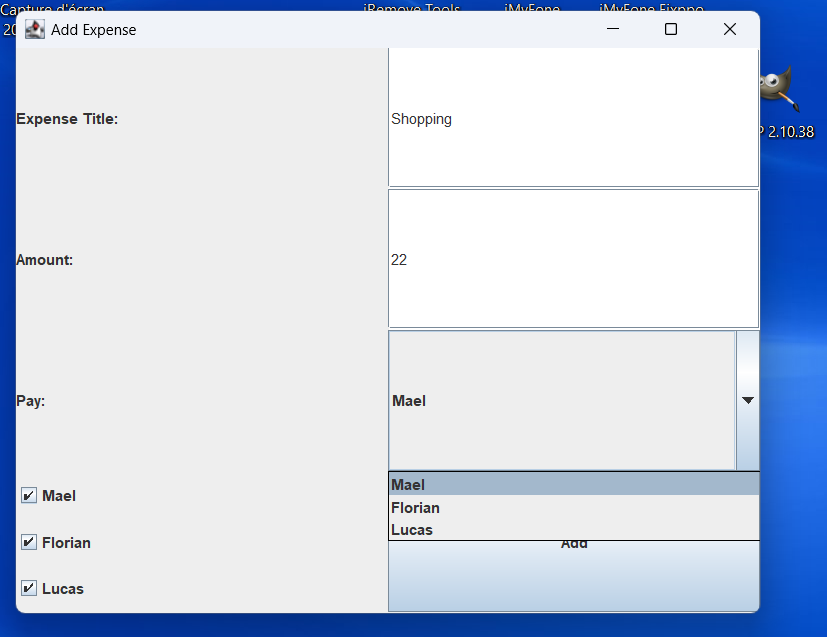 Capture d'écran
iRemove Tools
iMyFone
iMyFone Fixppo
20
Add Expense
Expense Title:
Shopping
P 2.10.38
Amount:
22
Pay:
Mael
Mael
Mael
Florian
Lucas
Florian
Add
Lucas